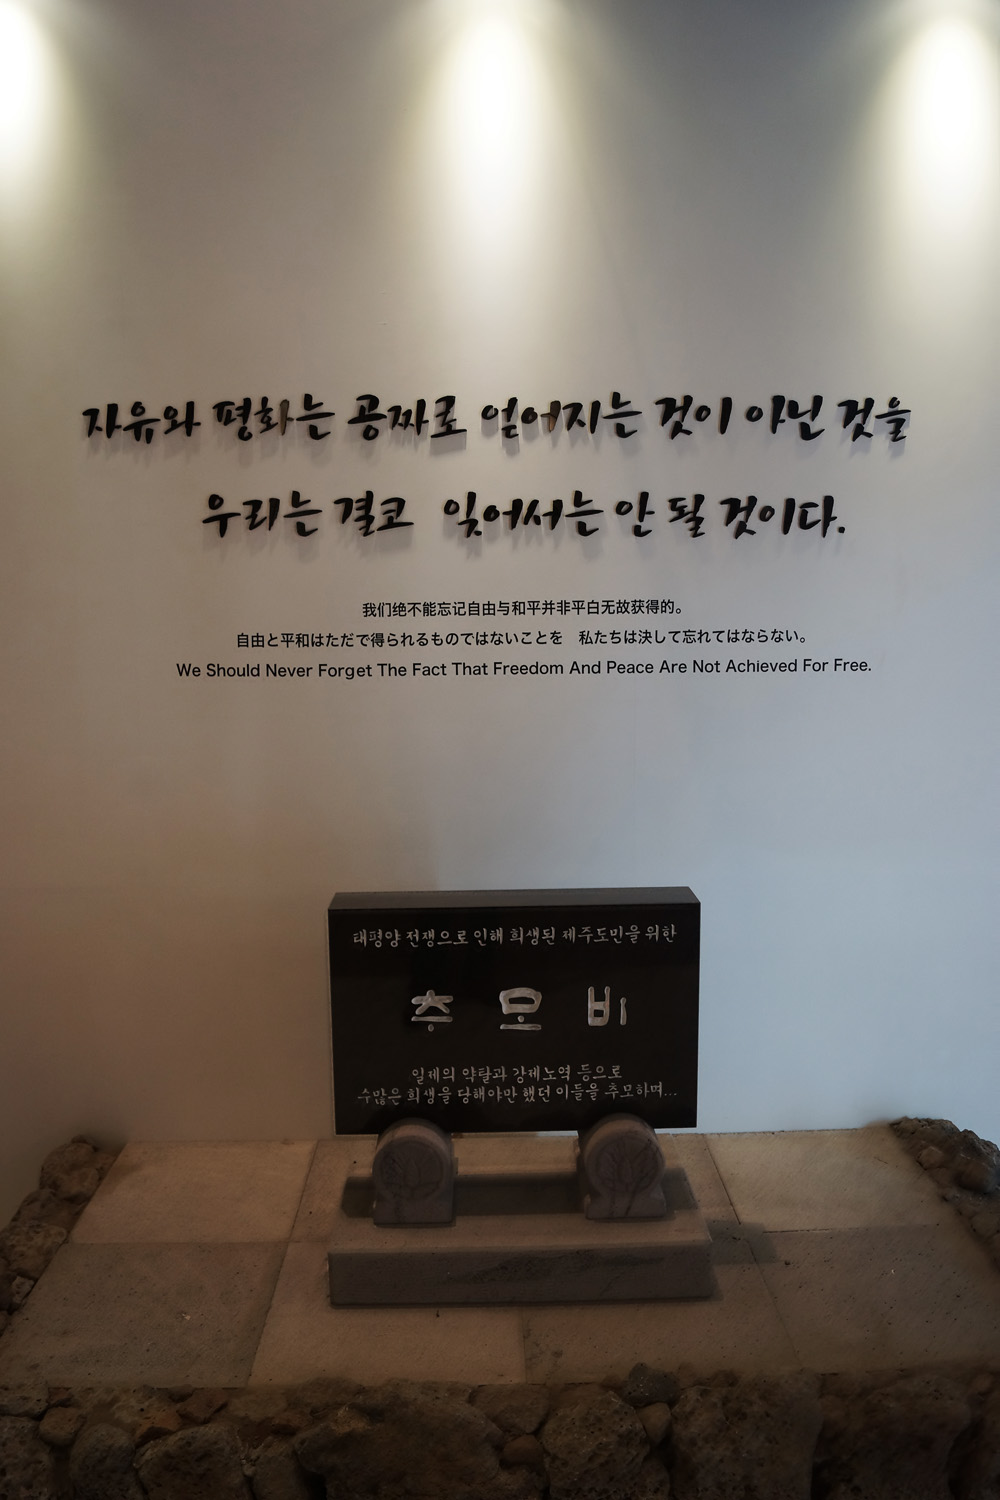 자유와 평화는 공짜로 얻어지는 것이 아닌 것을
우리는 결코 잊어서는 안 될 것이다.
我们绝不能忘记自由与和平并非平白无故获得的。
自由と平和はただで得られるものではないことを　私たちは決して忘れてはならない。
We Should Never Forget The Fact That Freedom And Peace Are Not Achieved For Free.
태평양 전쟁으로 인해 희생된 제주도민을 위한
추 모 비
일제의 약탈과 강제노역 등으로
수많은 희생을 당해야만 했던 이들을 추모하며...